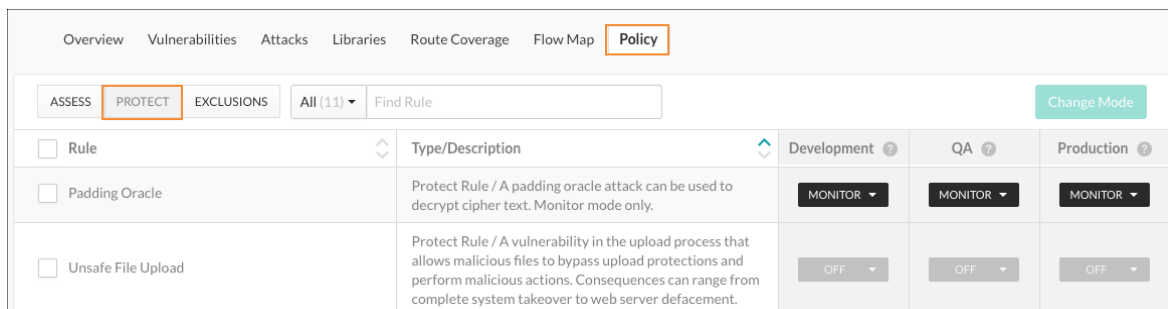 Overview Vulnerabilities Attacks Libraries Route Coverage Flow Map Policy
ASSESS PROTECT EXCLUSIONS All (11) Find Rule Change Mode
Rule Type/Description Development ? QA ? Production ?
Padding Oracle
Protect Rule / A padding oracle attack can be used to
decrypt cipher text. Monitor mode only.
MONITOR MONITOR MONITOR
Unsafe File Upload
Protect Rule / A vulnerability in the upload process that
allows malicious files to bypass upload protections and
perform malicious actions. Consequences can range from
complete system takeover to web server defacement.
OFF OFF OFF